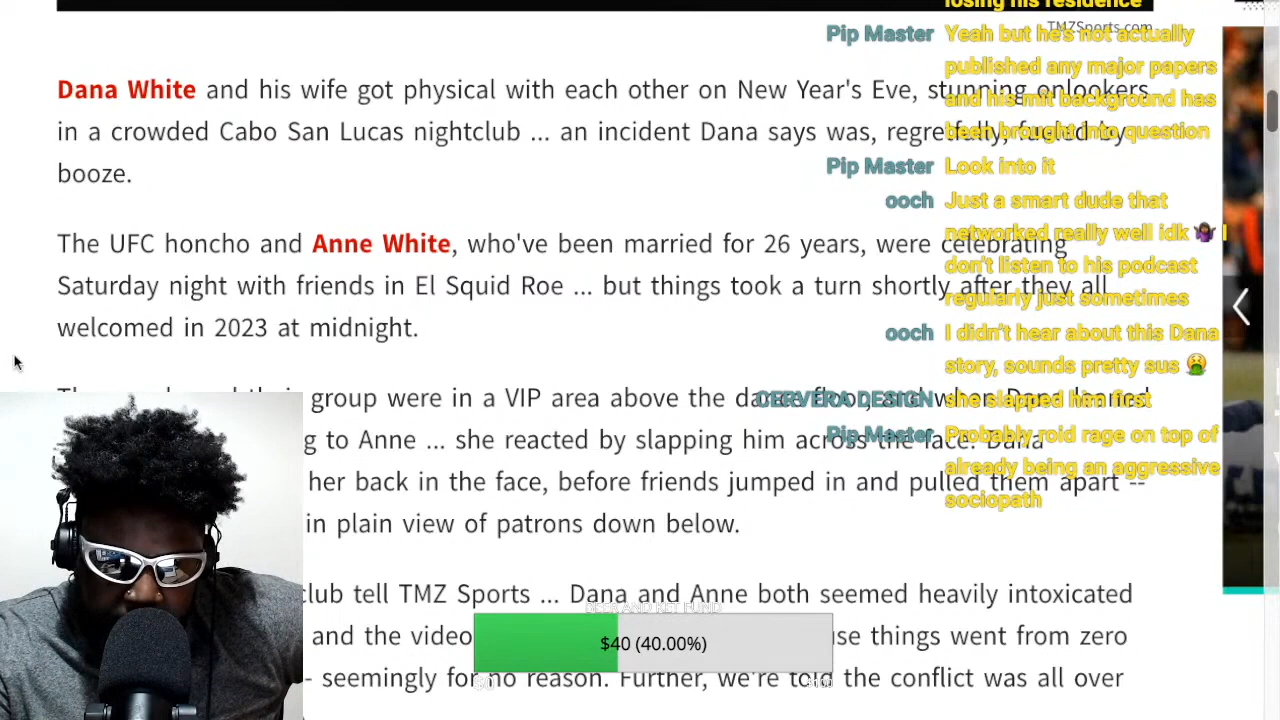 losing his residence
TMZSports.com
Pip Master Yeah but he's not actually
published any major papers
and his mit background has
been brought into question
Pip Master Look into it
ooch Just a smart dude that
networked really well idk 🤷🏾‍♀️ I
don't listen to his podcast
regularly just sometimes
ooch I didn't hear about this Dana
story, sounds pretty sus 🤮
CERVERA DESIGN she slapped him first
Pip Master Probably roid rage on top of
already being an aggressive
sociopath
Dana White and his wife got physical with each other on New Year's Eve, stunning onlookers
in a crowded Cabo San Lucas nightclub ... an incident Dana says was, regretfully, fueled by
booze.
The UFC honcho and Anne White, who've been married for 26 years, were celebrating
Saturday night with friends in El Squid Roe ... but things took a turn shortly after they all
welcomed in 2023 at midnight.
group were in a VIP area above the dance floor, and when Dana leaned
to Anne ... she reacted by slapping him across the face. Dana
her back in the face, before friends jumped in and pulled them apart --
in plain view of patrons down below.
club tell TMZ Sports ... Dana and Anne both seemed heavily intoxicated
and the video things went from zero
- seemingly for no reason. Further, we're told the conflict was all over
$40 (40.00%)